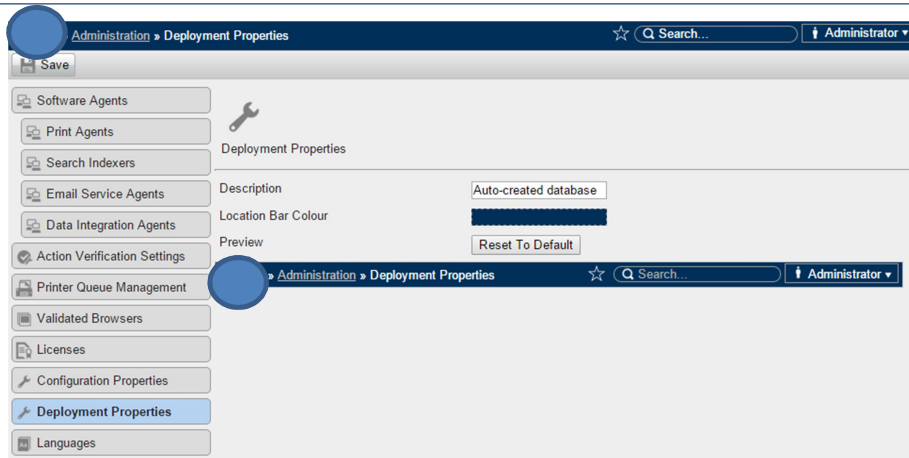 Administration » Deployment Properties
Search...
Administrator
Save
Software Agents
Print Agents
Search Indexers
Email Service Agents
Data Integration Agents
Action Verification Settings
Printer Queue Management
Validated Browsers
Licenses
Configuration Properties
Deployment Properties
Languages
Deployment Properties
Description
Auto-created database
Location Bar Colour
Preview
Reset To Default
» Administration » Deployment Properties
Search...
Administrator